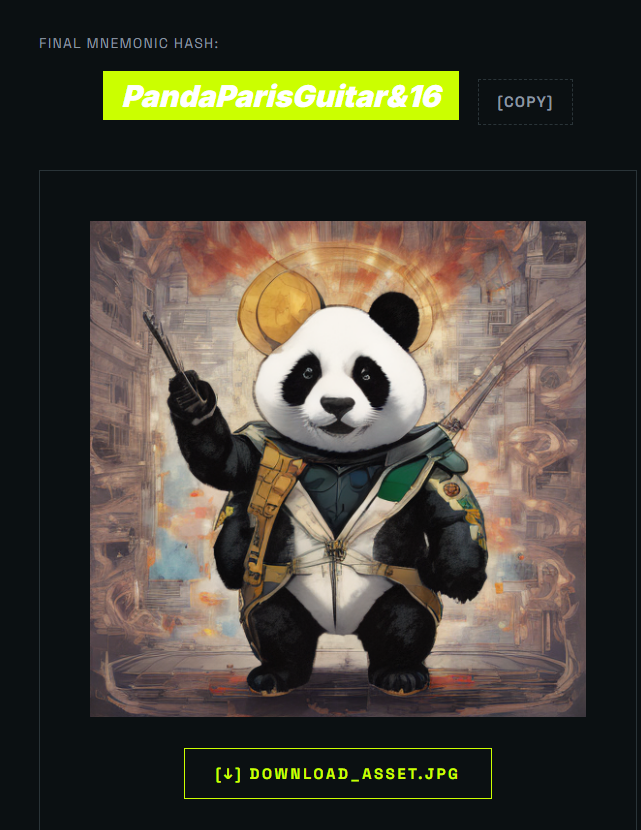 FINAL MNEMONIC HASH:
PandaParisGuitar&16
[COPY]
[↓] DOWNLOAD_ASSET.JPG